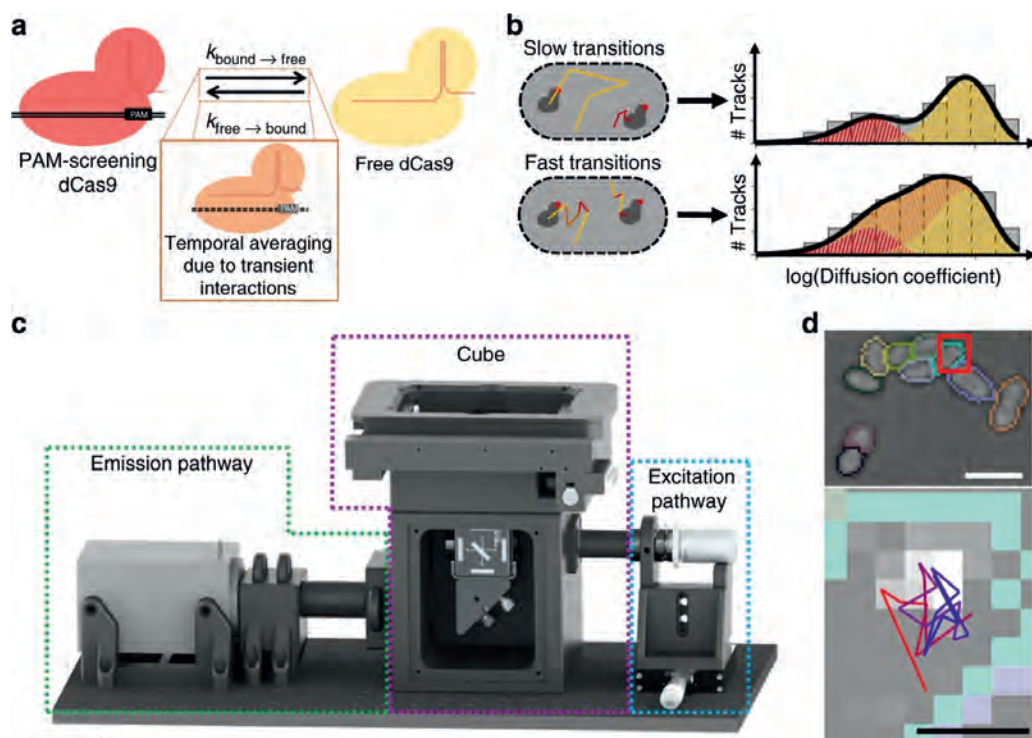 a
k bound → free
k free → bound
PAM
PAM
PAM-screening
dCas9
Free dCas9
Temporal averaging
due to transient
interactions
b
Slow transitions
# Tracks
Fast transitions
# Tracks
log(Diffusion coefficient)
c
Cube
Emission pathway
Excitation
pathway
d